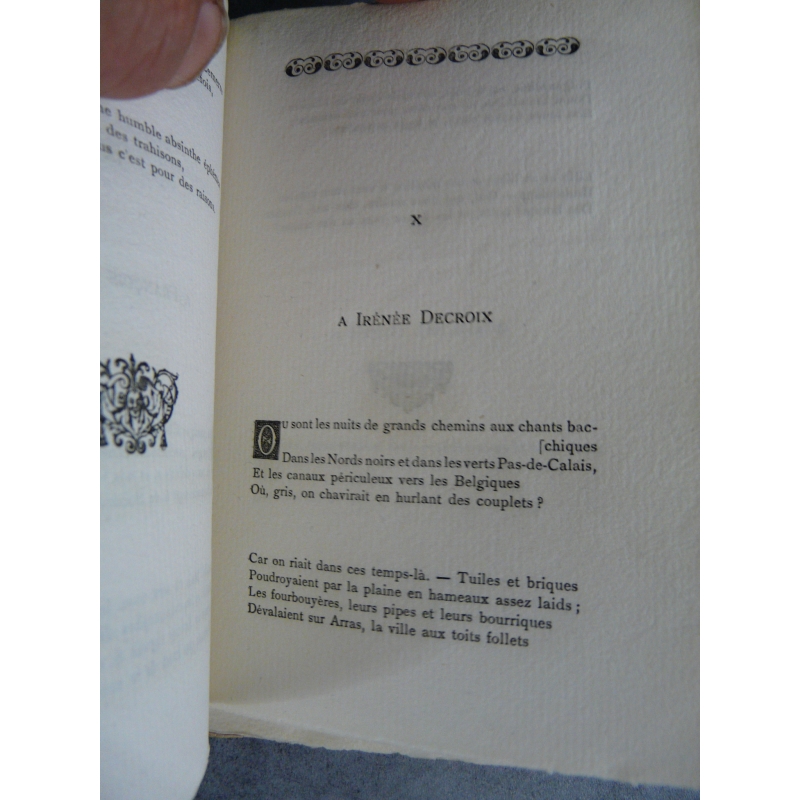 humble absinthe
des trahisons,
c'est pour des raisons.
X
A IRÉNÉE DECROIX
OU sont les nuits de grands chemins aux chants bac-
[chiques
Dans les Nords noirs et dans les verts Pas-de-Calais,
Et les canaux périculeux vers les Belgiques
Où, gris, on chavirait en hurlant des couplets ?
Car on riait dans ces temps-là. — Tuiles et briques
Poudroyaient par la plaine en hameaux assez laids ;
Les fourbouyères, leurs pipes et leurs bourriques
Dévalaient sur Arras, la ville aux toits follets